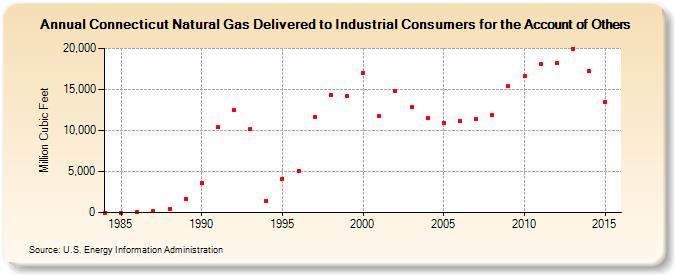 Annual Connecticut Natural Gas Delivered to Industrial Consumers for the Account of Others
Million Cubic Feet
20,000
15,000
10,000
5,000
0
1985 1990 1995 2000 2005 2010 2015
Source: U.S. Energy Information Administration